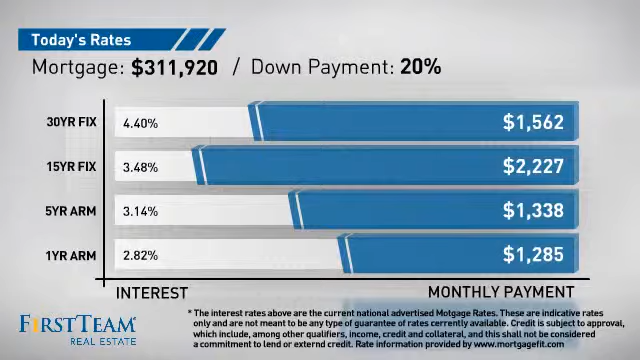 Today's Rates
Mortgage: $311,920 / Down Payment: 20%
30YR FIX 4.40% $1,562
15YR FIX 3.48% $2,227
5YR ARM 3.14% $1,338
1YR ARM 2.82% $1,285
INTEREST MONTHLY PAYMENT
* The interest rates above are the current national advertised Motgage Rates. These are indicative rates
only and are not meant to be any type of guarantee of rates cerrently available. Credit is subject to approval,
which include, among other qualifiers, income, credit and collateral, and this shall not be considered
a commitment to lend or externd credit. Rate information provided by www.mortgagefit.com
FIRSTTEAM®
REAL ESTATE